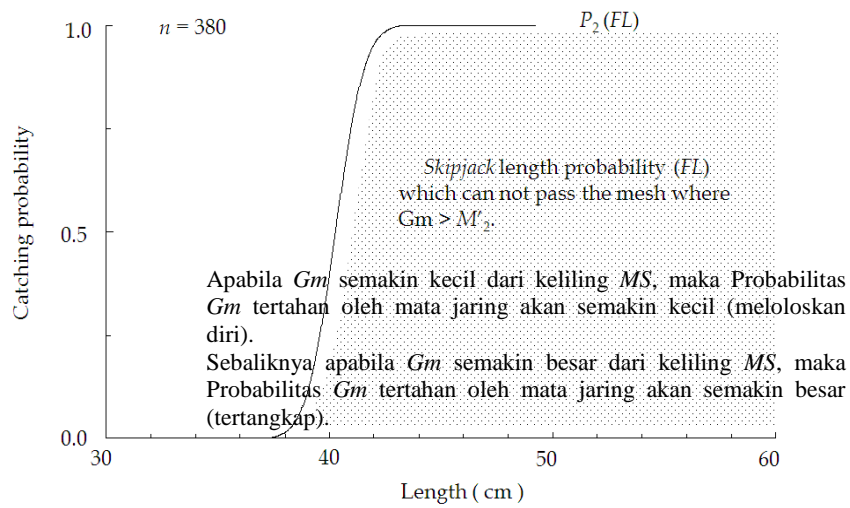 1.0
n = 380
P2 (FL)
Catching probability
Skipjack length probability (FL)
which can not pass the mesh where
Gm > M'2.
0.5
Apabila Gm semakin kecil dari keliling MS, maka Probabilitas
Gm tertahan oleh mata jaring akan semakin kecil (meloloskan
diri).
Sebaliknya apabila Gm semakin besar dari keliling MS, maka
Probabilitas Gm tertahan oleh mata jaring akan semakin besar
(tertangkap).
0.0
30 40 50 60
Length ( cm )